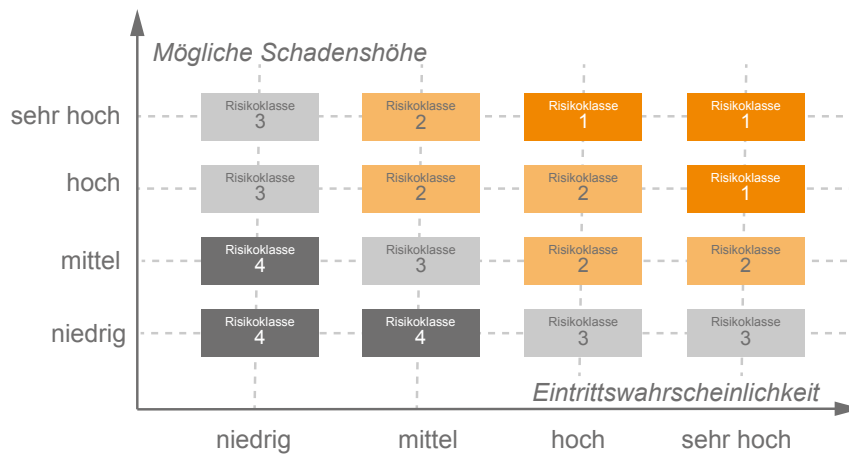 Mögliche Schadenshöhe
sehr hoch
Risikoklasse
3
Risikoklasse
2
Risikoklasse
1
Risikoklasse
1
hoch
Risikoklasse
3
Risikoklasse
2
Risikoklasse
2
Risikoklasse
1
mittel
Risikoklasse
4
Risikoklasse
3
Risikoklasse
2
Risikoklasse
2
niedrig
Risikoklasse
4
Risikoklasse
4
Risikoklasse
3
Risikoklasse
3
Eintrittswahrscheinlichkeit
niedrig
mittel
hoch
sehr hoch